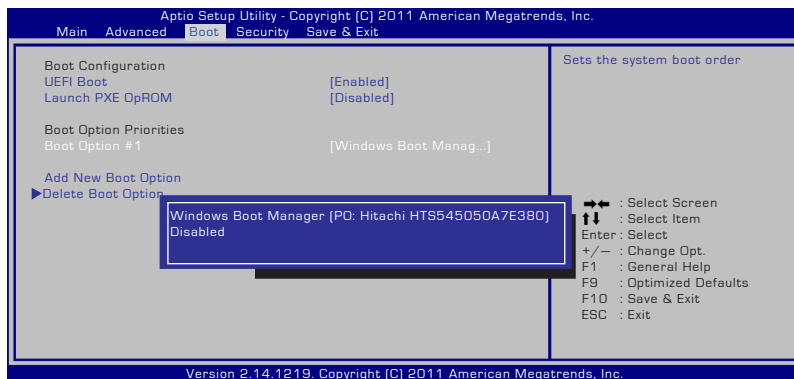 Aptio Setup Utility - Copyright (C) 2011 American Megatrends, Inc.
Main Advanced Boot Security Save & Exit
Boot Configuration
UEFI Boot [Enabled]
Launch PXE OpROM [Disabled]
Boot Option Priorities
Boot Option #1 [Windows Boot Manag...]
Add New Boot Option
Delete Boot Option
Windows Boot Manager (PO: Hitachi HTS545050A7E380)
Disabled
Sets the system boot order
: Select Screen
: Select Item
Enter : Select
+/— : Change Opt.
F1 : General Help
F9 : Optimized Defaults
F10 : Save & Exit
ESC : Exit
Version 2.14.1219. Copyright (C) 2011 American Megatrends, Inc.